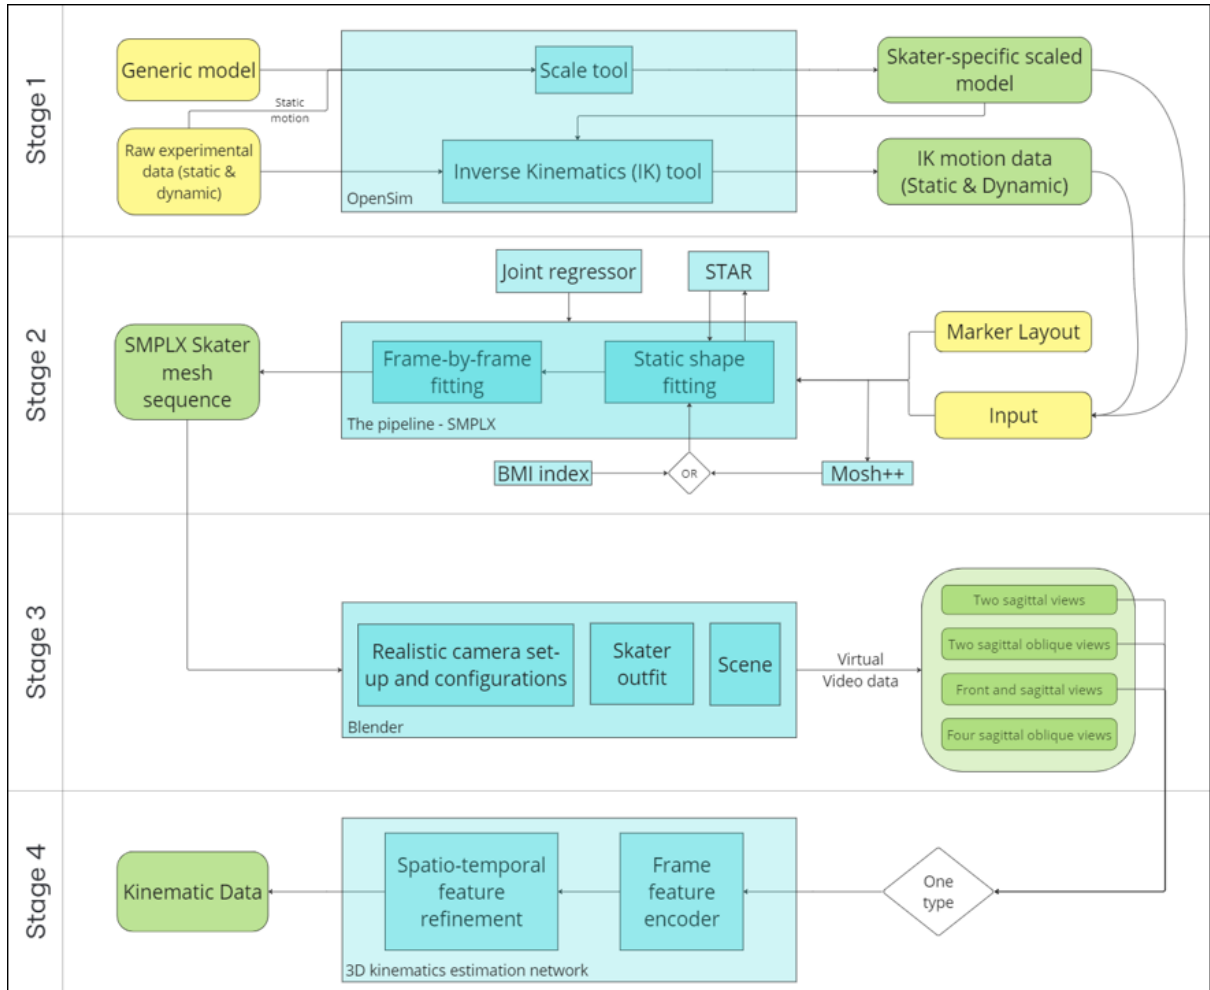 Stage 1
Generic model
Static
motion
Raw experimental
data (static &
dynamic)
Scale tool
Inverse Kinematics (IK) tool
OpenSim
Skater-specific scaled
model
IK motion data
(Static & Dynamic)
Stage 2
Joint regressor
STAR
SMPLX Skater
mesh
sequence
Frame-by-frame
fitting
Static shape
fitting
The pipeline - SMPLX
Marker Layout
Input
BMI index
OR
Mosh++
Stage 3
Realistic camera set-
up and configurations
Skater
outfit
Scene
Blender
Virtual
Video data
Two sagittal views
Two sagittal oblique views
Front and sagittal views
Four sagittal oblique views
Stage 4
Kinematic Data
Spatio-temporal
feature
refinement
Frame
feature
encoder
3D kinematics estimation network
One
type